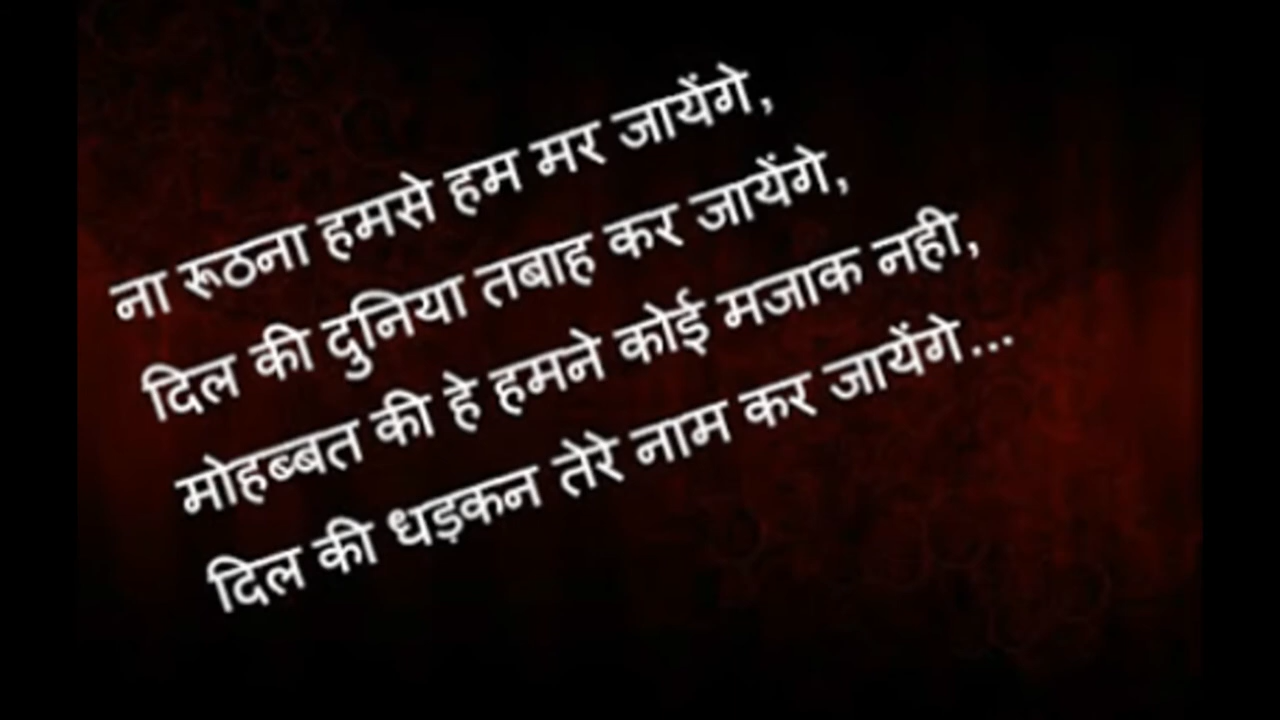 ना रूठना हमसे हम मर जायेंगे,
दिल की दुनिया तबाह कर जायेंगे,
मोहब्बत की हे हमने कोई मजाक नही,
दिल की धड़कन तेरे नाम कर जायेंगे...